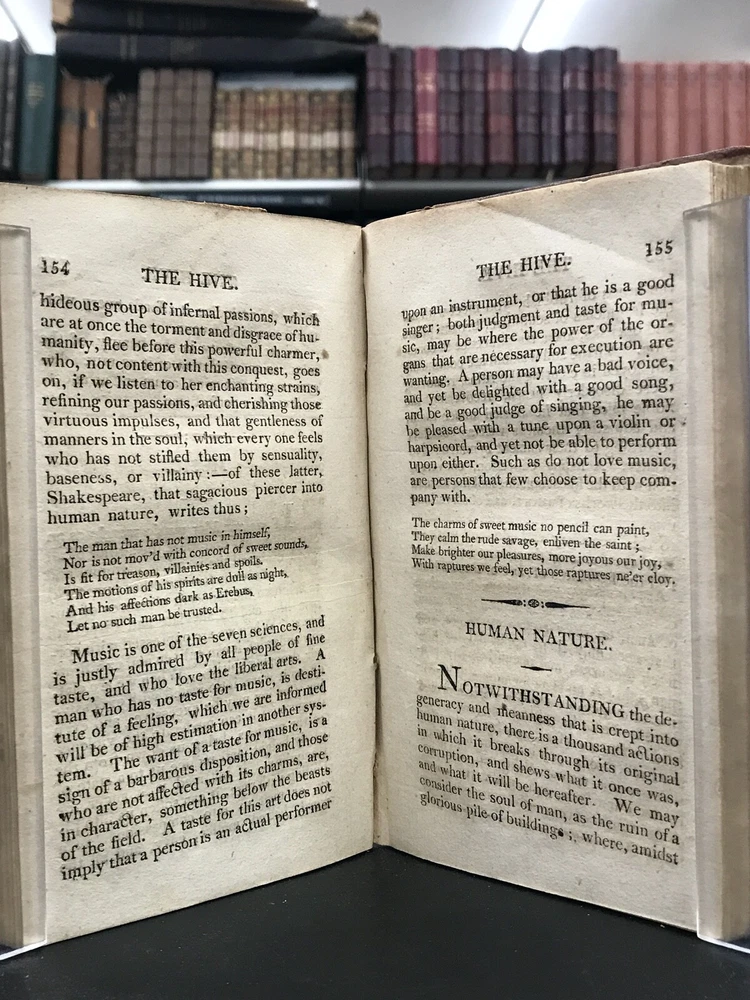 154
THE HIVE.
hideous group of infernal passions, which
are at once the torment and disgrace of hu-
manity, flee before this powerful charmer,
who, not content with this conquest, goes
on, if we listen to her enchanting strains,
refining our passions, and cherishing those
virtuous impulses, and that gentleness of
manners in the soul, which every one feels
who has not stifled them by sensuality,
baseness, or villainy:—of these latter,
Shakespeare, that sagacious piercer into
human nature, writes thus;
The man that has not music in himself,
Nor is not mov'd with concord of sweet sounds,
Is fit for treason, villainies and spoils.
The motions of his spirits are dull as night,
And his affections dark as Erebus,
Let no such man be trusted.
Music is one of the seven sciences, and
is justly admired by all people of fine
taste, and who love the liberal arts. A
man who has no taste for music, is desti-
tute of a feeling, which we are informed
will be of high estimation in another sys-
tem. The want of a taste for music, is a
sign of a barbarous disposition, and those
who are not affected with its charms, are,
in character, something below the beasts
of the field. A taste for this art does not
imply that a person is an actual performer
THE HIVE.
155
upon an instrument, or that he is a good
singer; both judgment and taste for mu-
sic, may be where the power of the or-
gans that are necessary for execution are
wanting. A person may have a bad voice,
and yet be delighted with a good song,
and be a good judge of singing, he may
be pleased with a tune upon a violin or
harpsicord, and yet not be able to perform
upon either. Such as do not love music,
are persons that few choose to keep com-
pany with.
The charms of sweet music no pencil can paint,
They calm the rude savage, enliven the saint;
Make brighter our pleasures, more joyous our joy,
With raptures we feel, yet those raptures ne'er cloy.
HUMAN NATURE.
NOTWITHSTANDING the de-
generacy and meanness that is crept into
human nature, there is a thousand actions
in which it breaks through its original
corruption, and shews what it once was,
and what it will be hereafter. We may
consider the soul of man, as the ruin of a
glorious pile of buildings; where, amidst